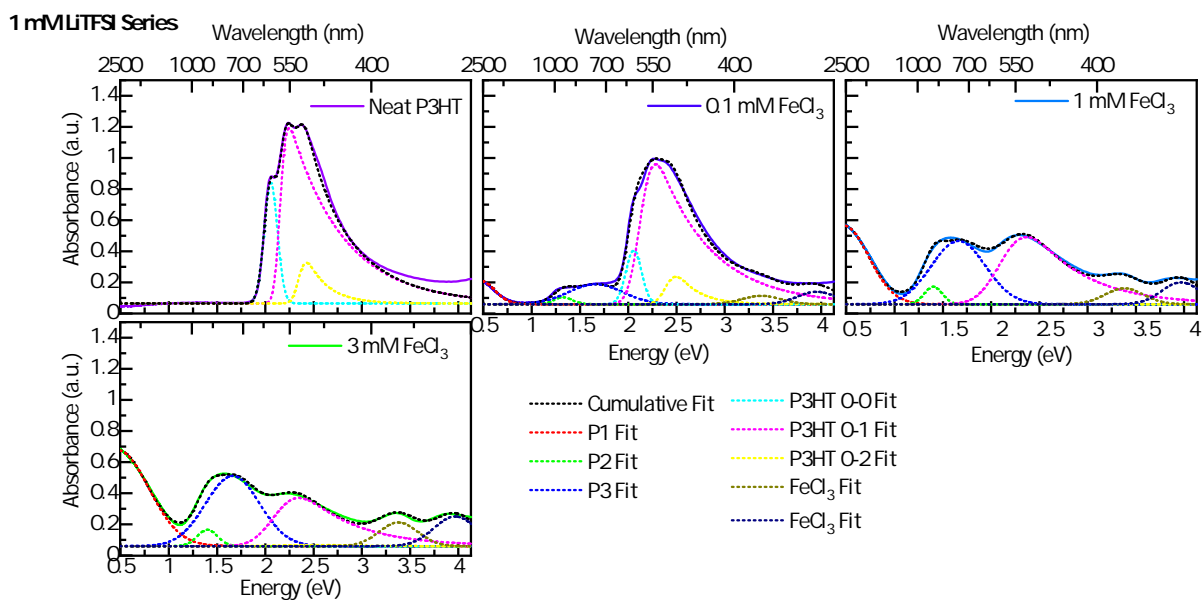 1 mM LiTFSI Series
Wavelength (nm)
2500 1000 700 550 400
Neat P3HT
Absorbance (a.u.)
1.4
1.2
1
0.8
0.6
0.4
0.2
0
Wavelength (nm)
2500 1000 700 550 400 2500
0.1 mM FeCl3
0.5 1 1.5 2 2.5 3 3.5 4
Energy (eV)
Wavelength (nm)
2500 1000 700 550 400 2500
1 mM FeCl3
0.5 1 1.5 2 2.5 3 3.5 4
Energy (eV)
3 mM FeCl3
Absorbance (a.u.)
1.4
1.2
1
0.8
0.6
0.4
0.2
0
0.5 1 1.5 2 2.5 3 3.5 4
Energy (eV)
Cumulative Fit
P1 Fit
P2 Fit
P3 Fit
P3HT 0-0 Fit
P3HT 0-1 Fit
P3HT 0-2 Fit
FeCl3 Fit
FeCl3 Fit